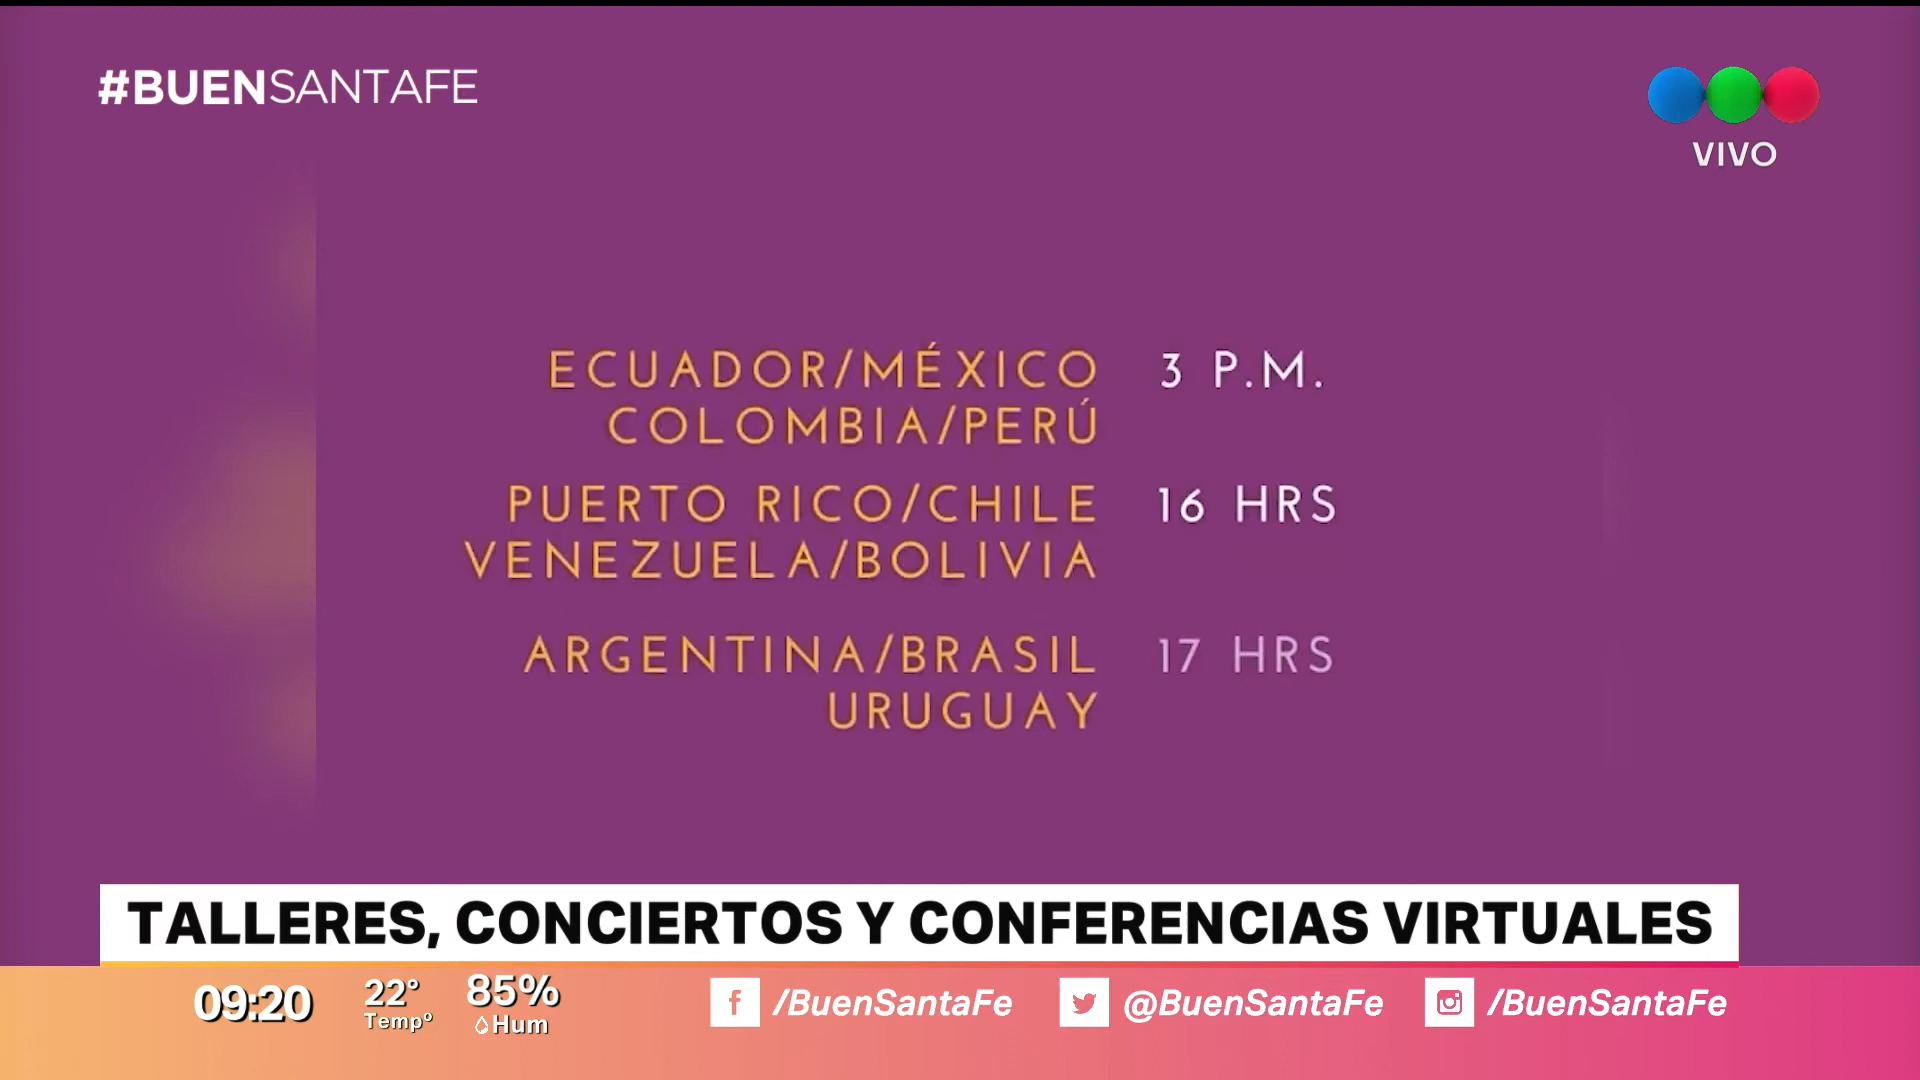 #BUENSANTAFE
VIVO
ECUADOR/MÉXICO 3 P.M.
COLOMBIA/PERÚ
PUERTO RICO/CHILE 16 HRS
VENEZUELA/BOLIVIA
ARGENTINA/BRASIL 17 HRS
URUGUAY
TALLERES, CONCIERTOS Y CONFERENCIAS VIRTUALES
09:20 22° 85% /BuenSantaFe @BuenSantaFe /BuenSantaFe
Tempº Hum